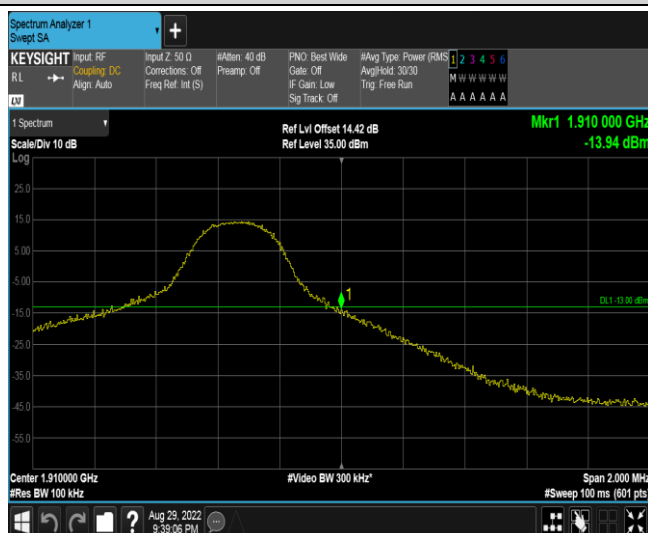 Spectrum Analyzer 1
Swept SA
+
KEYSIGHT
R L
LXI
Input: RF
Coupling: DC
Align: Auto
Input Z: 50 Ω
Corrections: Off
Freq Ref: Int (S)
#Atten: 40 dB
Preamp: Off
PNO: Best Wide
Gate: Off
IF Gain: Low
Sig Track: Off
#Avg Type: Power (RMS
Avg|Hold: 30/30
Trig: Free Run
1 2 3 4 5 6
M W W W W W
A A A A A A
1 Spectrum
Scale/Div 10 dB
Ref Lvl Offset 14.42 dB
Ref Level 35.00 dBm
Mkr1 1.910 000 GHz
-13.94 dBm
Log
25.0
15.0
5.00
-5.00
1
DL1 -13.00 dBm
-15.0
-25.0
-35.0
-45.0
-55.0
Center 1.910000 GHz
#Video BW 300 kHz*
Span 2.000 MHz
#Res BW 100 kHz
#Sweep 100 ms (601 pts)
?
Aug 29, 2022
9:39:06 PM